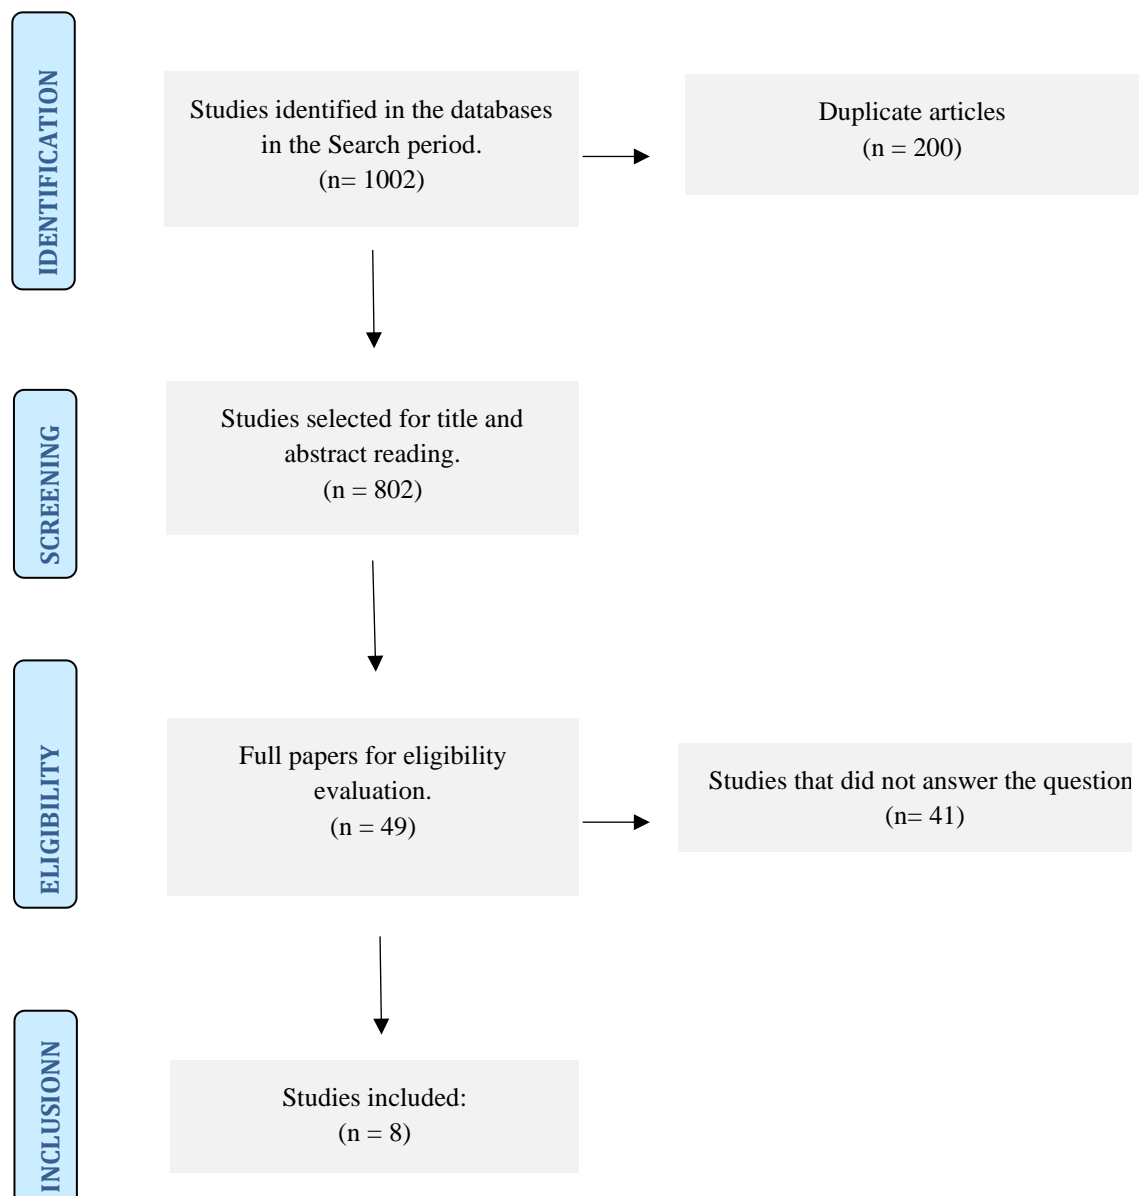 IDENTIFICATION
Studies identified in the databases
in the Search period.
(n= 1002)
Duplicate articles
(n = 200)
SCREENING
Studies selected for title and
abstract reading.
(n = 802)
ELIGIBILITY
Full papers for eligibility
evaluation.
(n = 49)
Studies that did not answer the question
(n= 41)
INCLUSIONN
Studies included:
(n = 8)